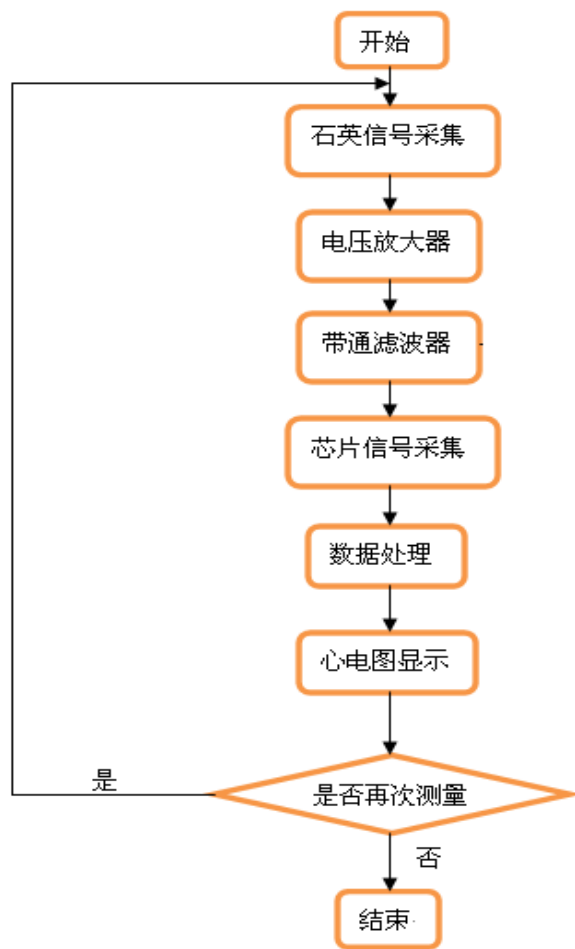 开始
石英信号采集
电压放大器
带通滤波器
芯片信号采集
数据处理
心电图显示
是
是否再次测量
否
结束